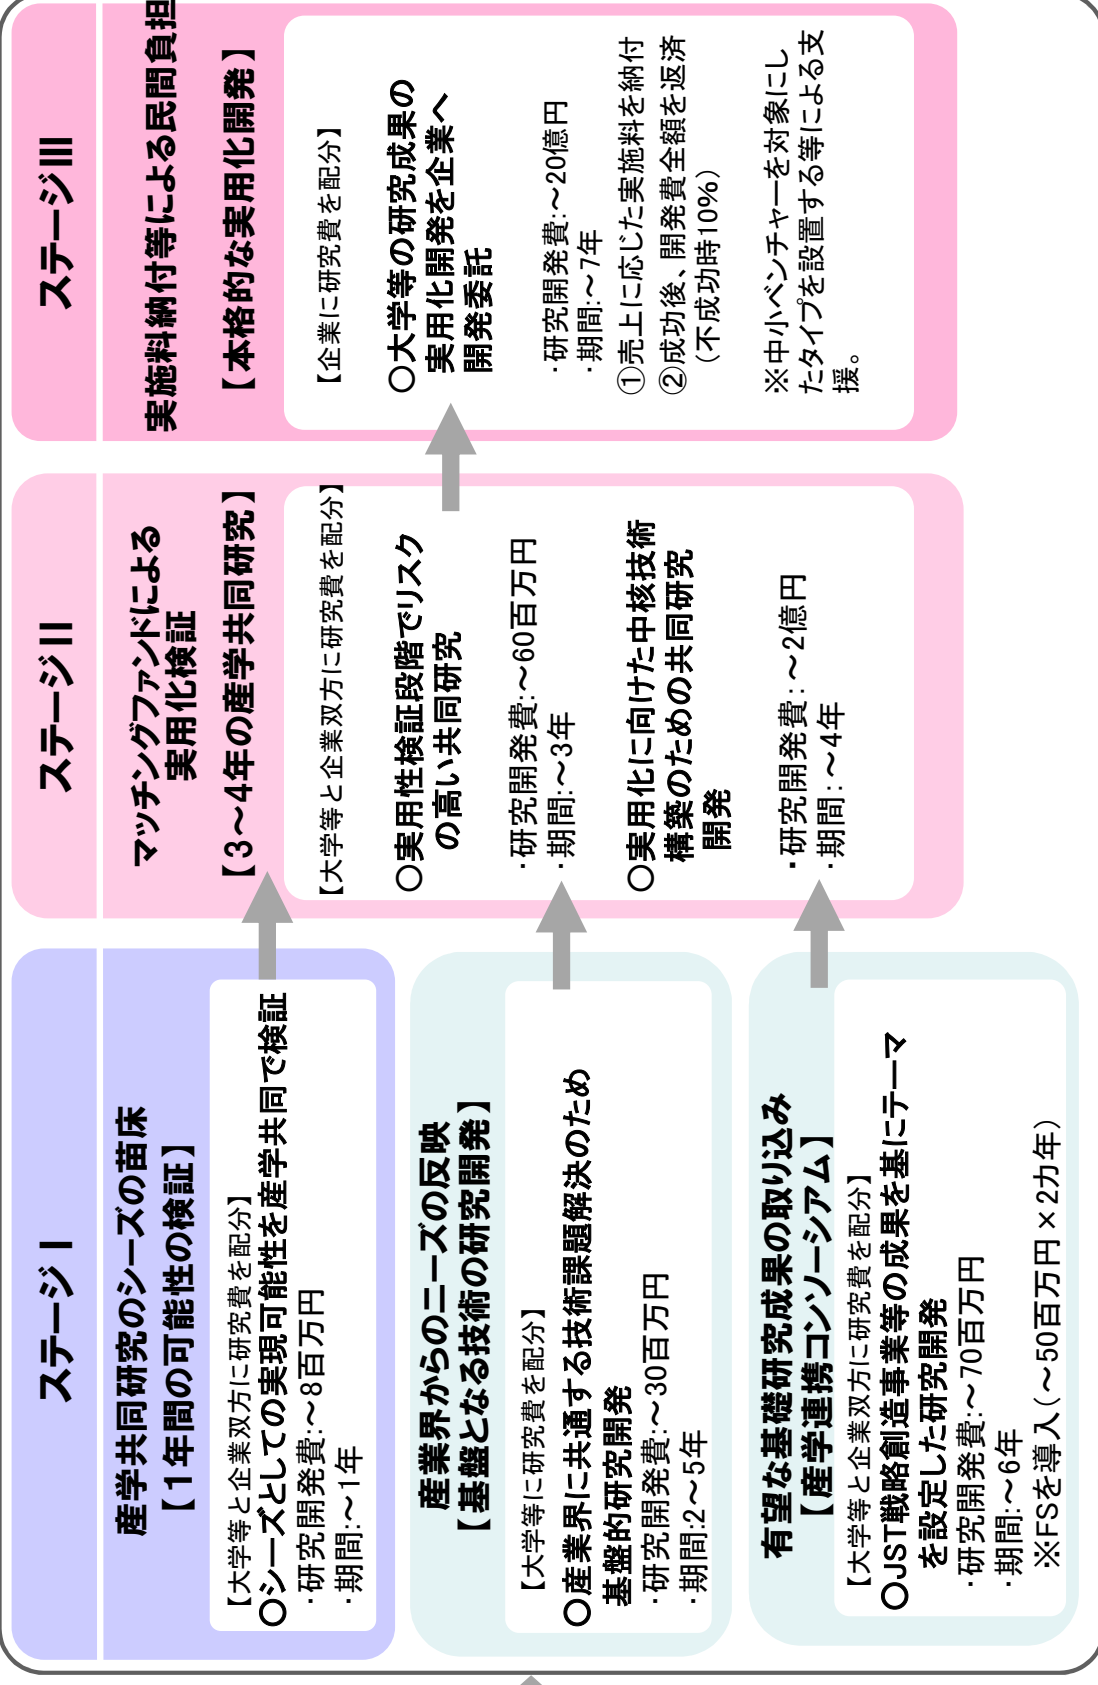 ステージⅠ
産学共同研究のシーズの苗床
【1年間の可能性の検証】
【大学等と企業双方に研究費を配分】
○シーズとしての実現可能性を産学共同で検証
・研究開発費:~8百万円
・期間:~1年
産業界からのニーズの反映
【基盤となる技術の研究開発】
【大学等に研究費を配分】
○産業界に共通する技術課題解決のため
基盤的研究開発
・研究開発費:~30百万円
・期間:2~5年
有望な基礎研究成果の取り込み
【産学連携コンソーシアム】
【大学等と企業双方に研究費を配分】
○JST戦略創造事業等の成果を基にテーマ
を設定した研究開発
・研究開発費:~70百万円
・期間:~6年
※FSを導入(~50百万円×2カ年)
ステージⅡ
マッチングファンドによる
実用化検証
【3~4年の産学共同研究】
【大学等と企業双方に研究費を配分】
○実用性検証段階でリスク
の高い共同研究
・研究開発費:~60百万円
・期間:~3年
○実用化に向けた中核技術
構築のための共同研究
開発
・研究開発費:~2億円
・期間:~4年
ステージⅢ
実施料納付等による民間負担
【本格的な実用化開発】
【企業に研究費を配分】
○大学等の研究成果の
実用化開発を企業へ
開発委託
・研究開発費:~20億円
・期間:~7年
①売上に応じた実施料を納付
②成功後、開発費全額を返済
(不成功時10%)
※中小ベンチャーを対象にし
たタイプを設置する等による支
援。